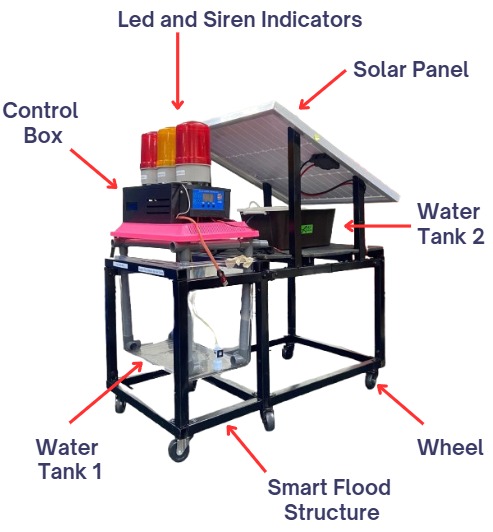 Led and Siren Indicators
Solar Panel
Control
Box
Water
Tank 2
Water
Tank 1
Wheel
Smart Flood
Structure